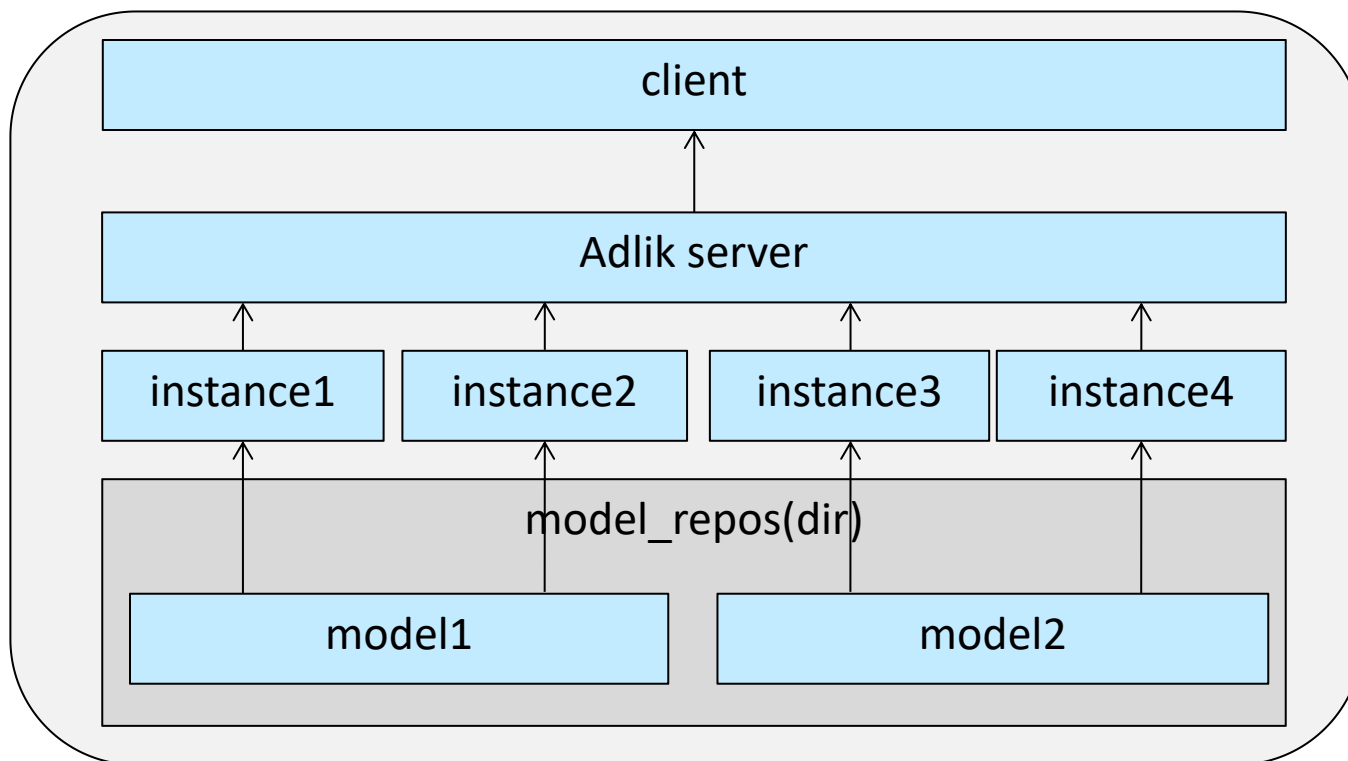 client
Adlik server
instance1
instance2
instance3
instance4
model_repos(dir)
model1
model2